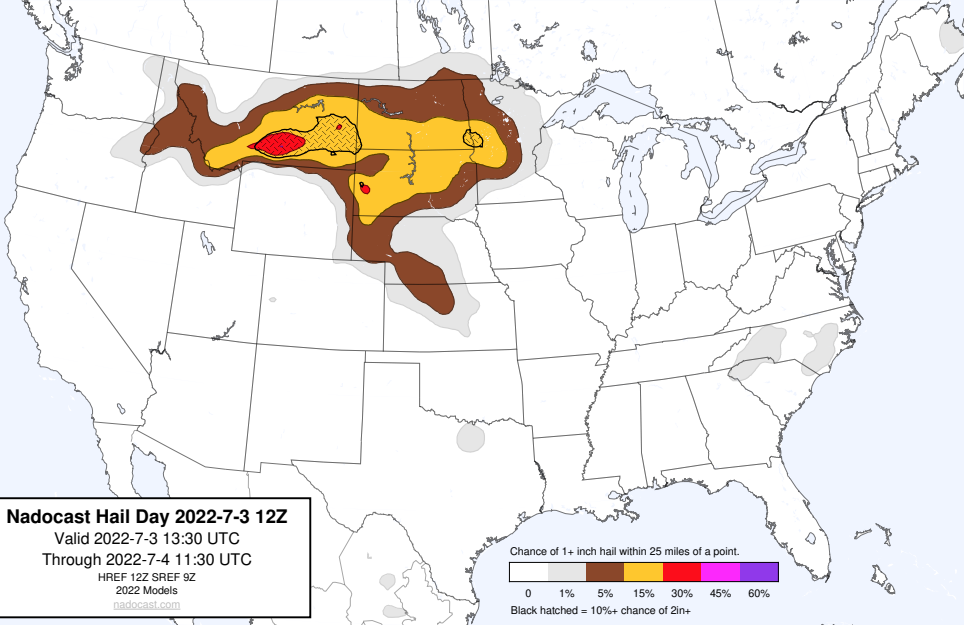 Nadocast Hail Day 2022-7-3 12Z
Valid 2022-7-3 13:30 UTC
Through 2022-7-4 11:30 UTC
HREF 12Z SREF 9Z
2022 Models
nadocast.com
Chance of 1+ inch hail within 25 miles of a point.
0 1% 5% 15% 30% 45% 60%
Black hatched = 10%+ chance of 2in+